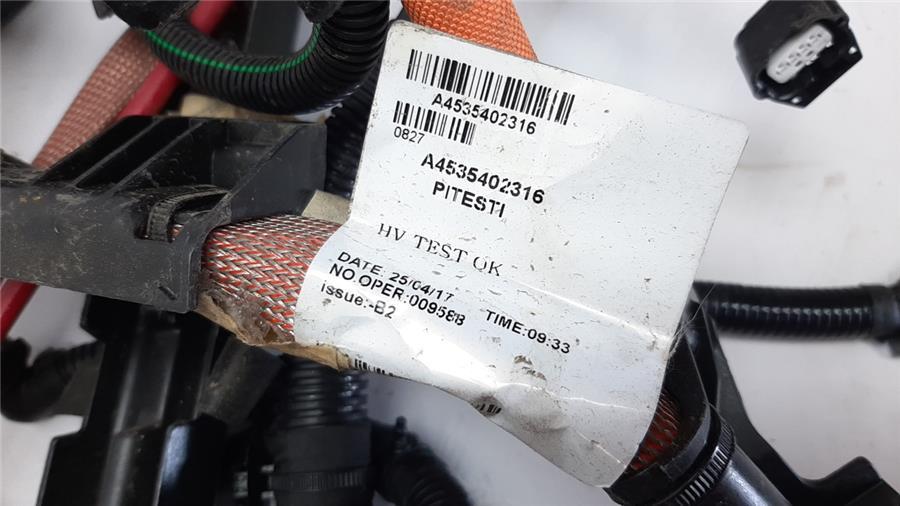 A4535402316
0827
A4535402316
PITESTI
HV TEST OK
DATE: 25/04/17
NO.OPER:009588 TIME:09:33
issue:-B2